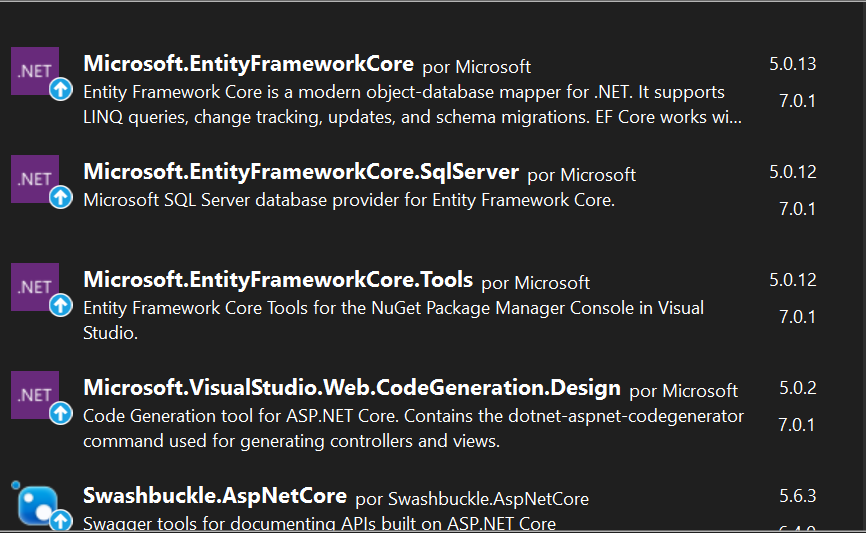 .NET
Microsoft.EntityFrameworkCore por Microsoft 5.0.13
Entity Framework Core is a modern object-database mapper for .NET. It supports 7.0.1
LINQ queries, change tracking, updates, and schema migrations. EF Core works wi...
.NET
Microsoft.EntityFrameworkCore.SqlServer por Microsoft 5.0.12
Microsoft SQL Server database provider for Entity Framework Core. 7.0.1
.NET
Microsoft.EntityFrameworkCore.Tools por Microsoft 5.0.12
Entity Framework Core Tools for the NuGet Package Manager Console in Visual 7.0.1
Studio.
.NET
Microsoft.VisualStudio.Web.CodeGeneration.Design por Microsoft 5.0.2
Code Generation tool for ASP.NET Core. Contains the dotnet-aspnet-codegenerator 7.0.1
command used for generating controllers and views.
Swashbuckle.AspNetCore por Swashbuckle.AspNetCore 5.6.3
Swagger tools for documenting APIs built on ASP.NET Core